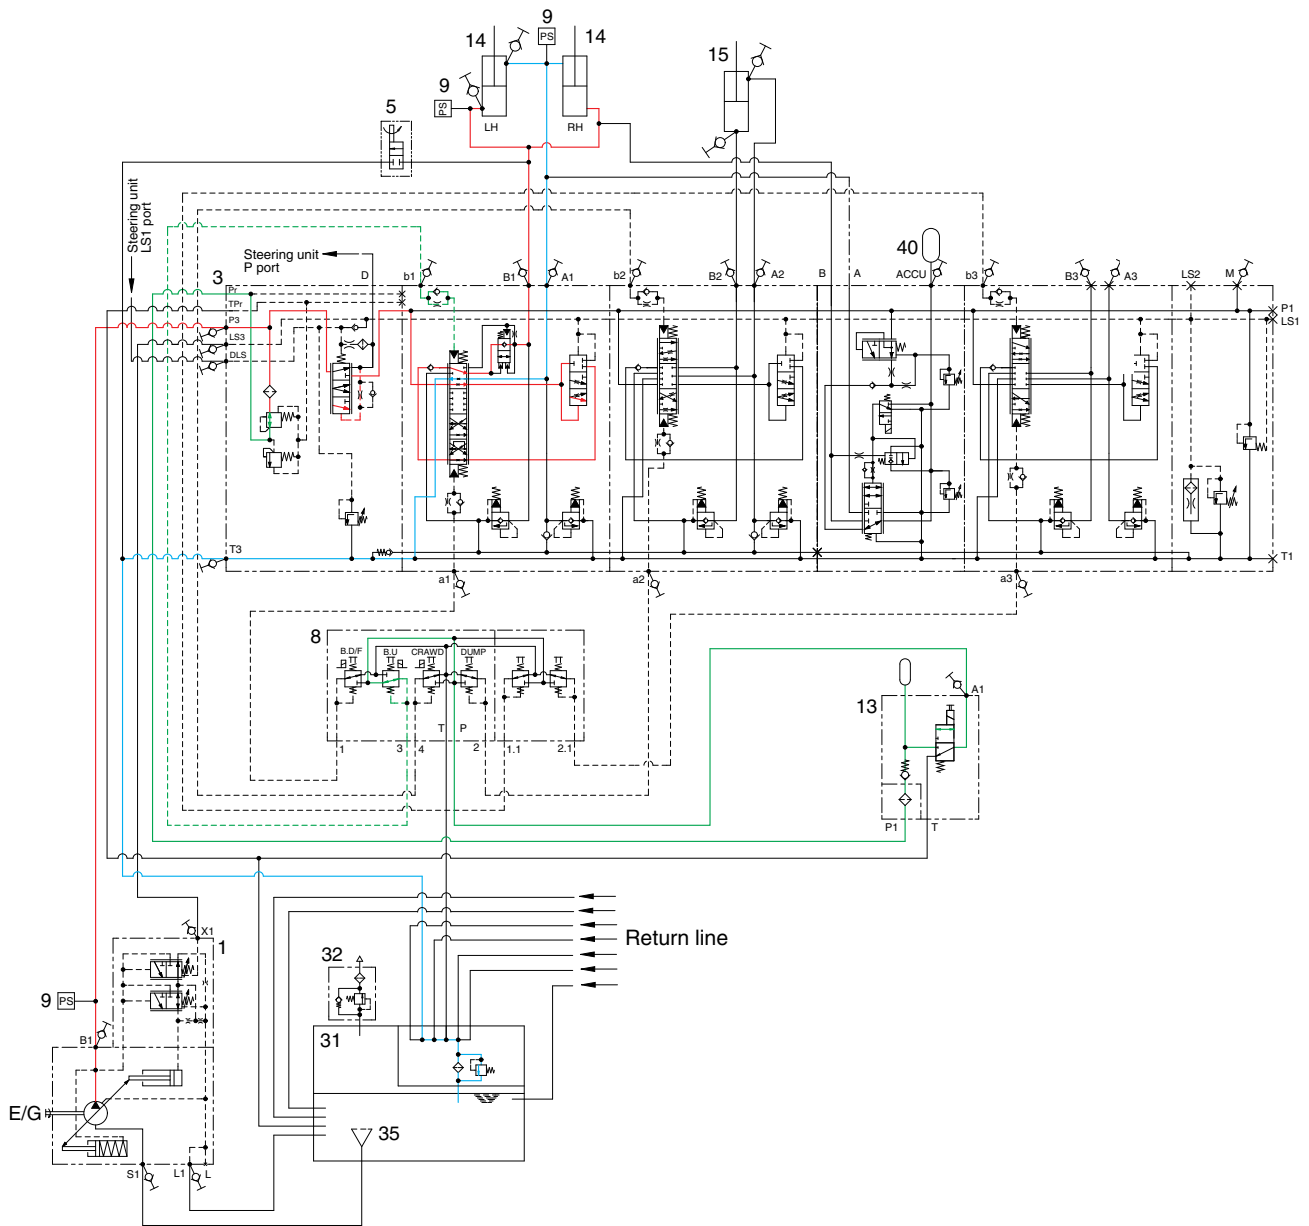 9
14
14
15
9
PS
PS
5
LH
RH
Steering unit
LS1 port
Steering unit
P port
40
3
D
b1
B1
A1
b2
B2
A2
B
A
ACCU
b3
B3
A3
LS2
M
Pr
TPr
P3
LS3
DLS
P1
LS1
T3
T1
a1
a2
a3
8
B.D/F
B.U
CRAWD
DUMP
T
P
1
3
4
2
1.1
2.1
A1
13
P1
T
Return line
X1
1
32
9
PS
B1
31
E/G
35
S1
L1
L